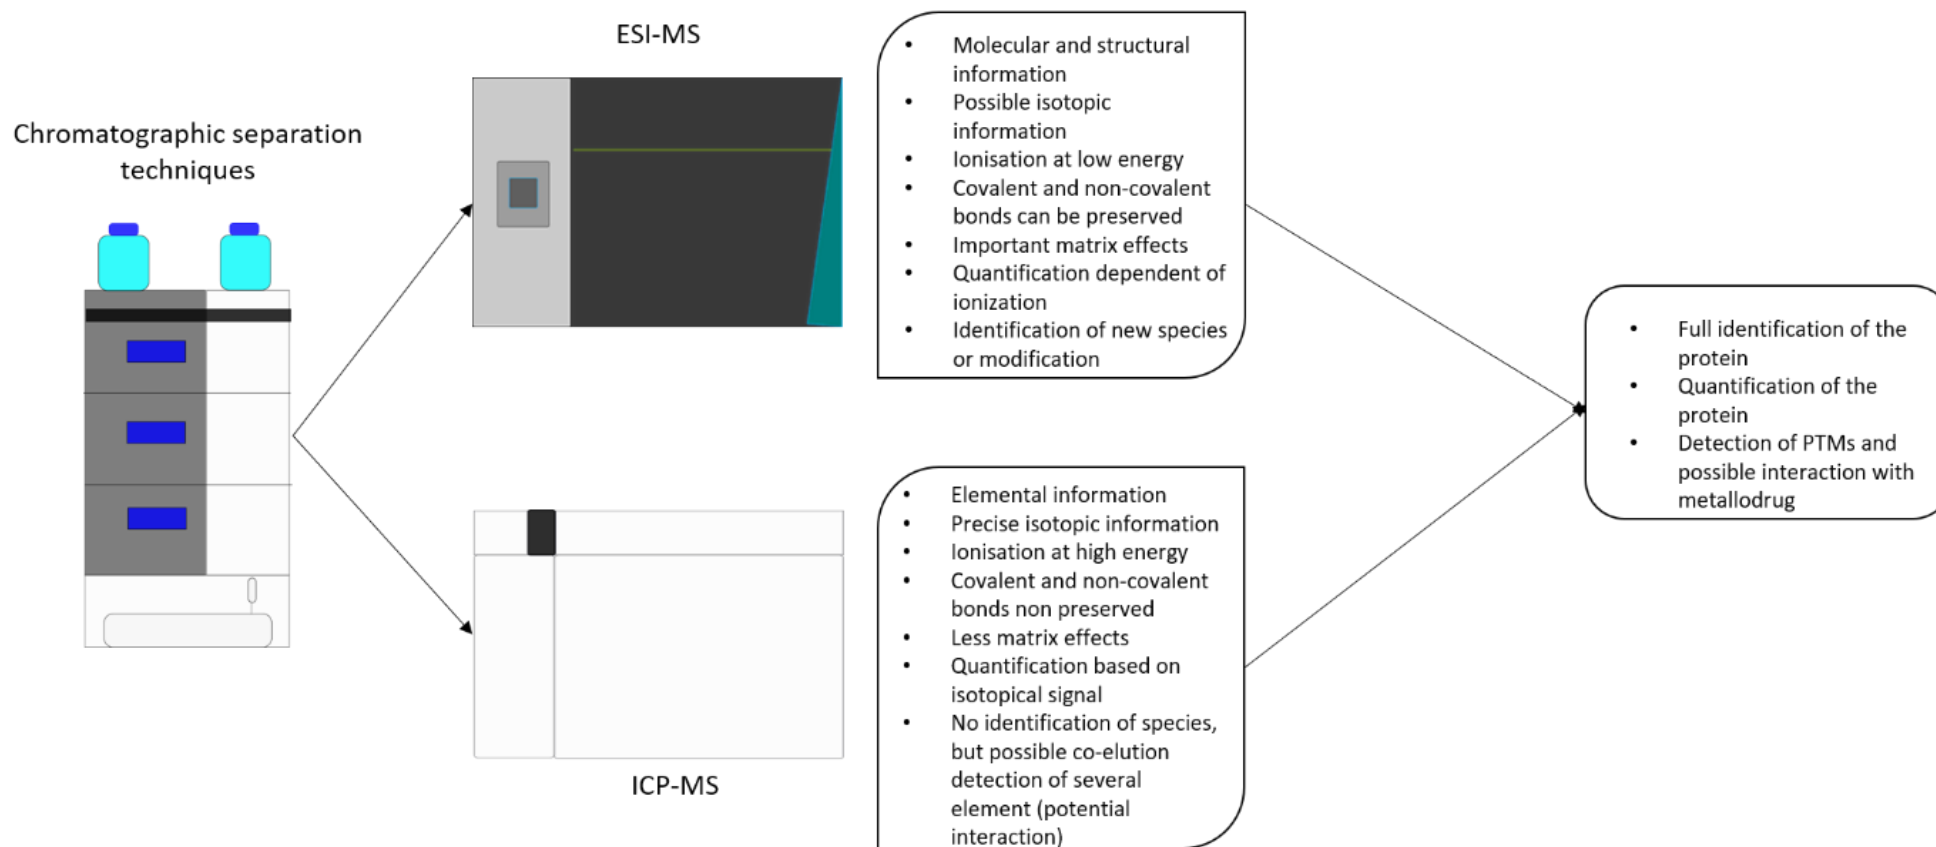 Chromatographic separation
techniques
ESI-MS
• Molecular and structural
information
• Possible isotopic
information
• Ionisation at low energy
• Covalent and non-covalent
bonds can be preserved
• Important matrix effects
• Quantification dependent of
ionization
• Identification of new species
or modification
ICP-MS
• Elemental information
• Precise isotopic information
• Ionisation at high energy
• Covalent and non-covalent
bonds non preserved
• Less matrix effects
• Quantification based on
isotopical signal
• No identification of species,
but possible co-elution
detection of several
element (potential
interaction)
• Full identification of the
protein
• Quantification of the
protein
• Detection of PTMs and
possible interaction with
metallodrug